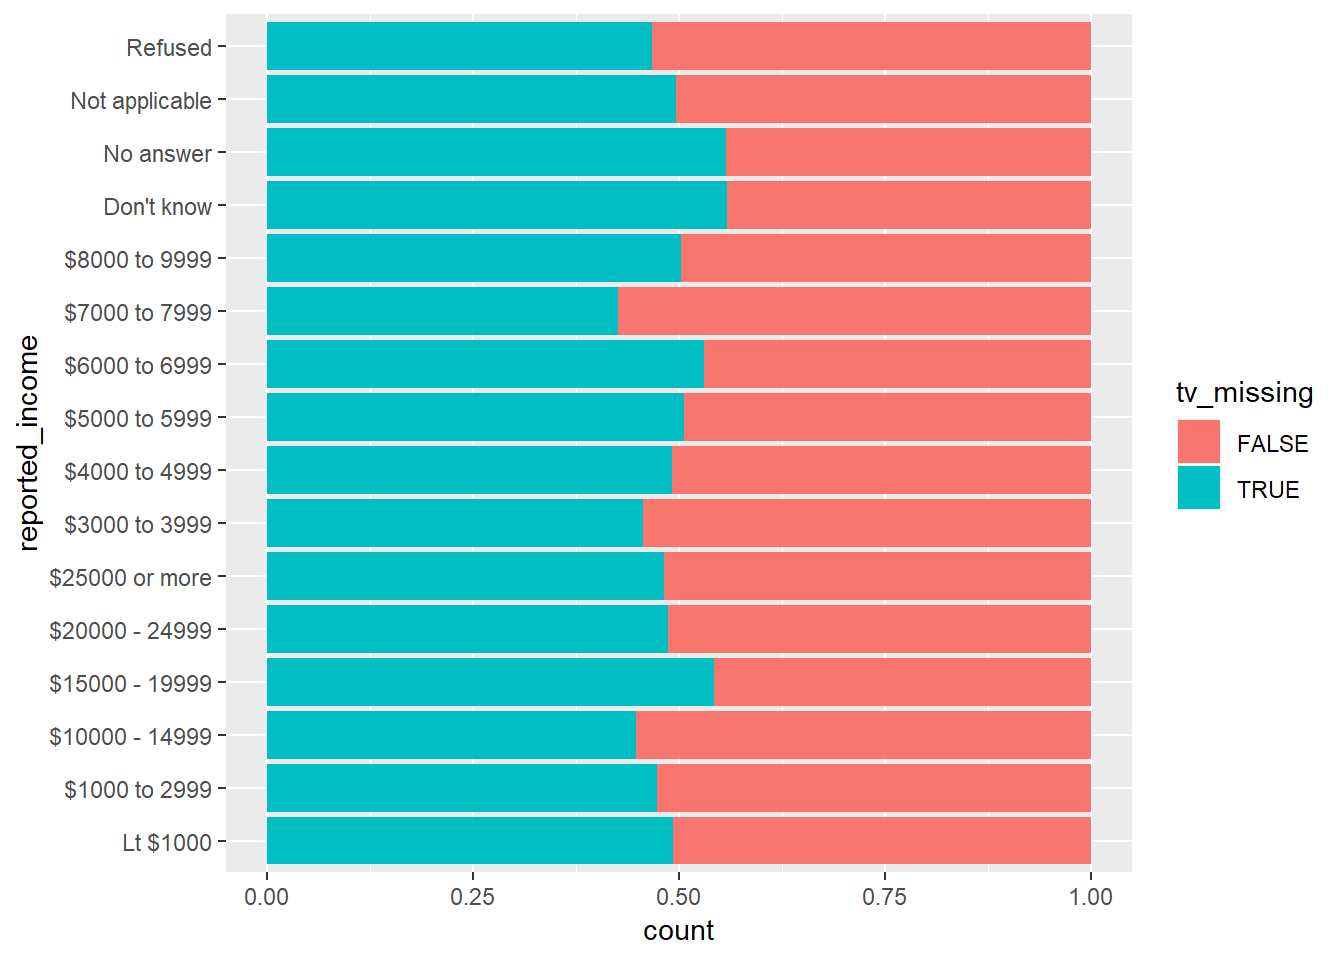 Refused
Not applicable
No answer
Don't know
$8000 to 9999
$7000 to 7999
$6000 to 6999
$5000 to 5999
$4000 to 4999
$3000 to 3999
$25000 or more
$20000 - 24999
$15000 - 19999
$10000 - 14999
$1000 to 2999
Lt $1000
reported_income
0.00 0.25 0.50 0.75 1.00
count
tv_missing
FALSE
TRUE